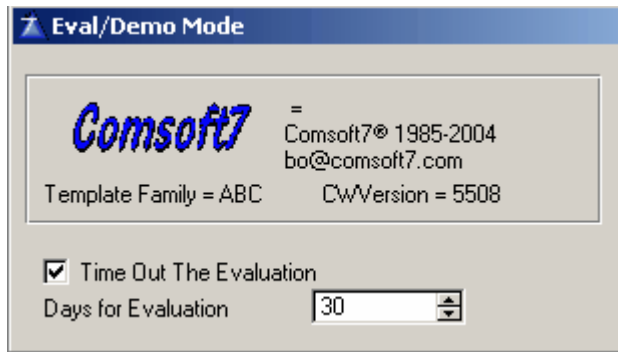 Eval/Demo Mode
Comsoft7
=
Comsoft7® 1985-2004
bo@comsoft7.com
Template Family = ABC CWVersion = 5508
Time Out The Evaluation
Days for Evaluation 30